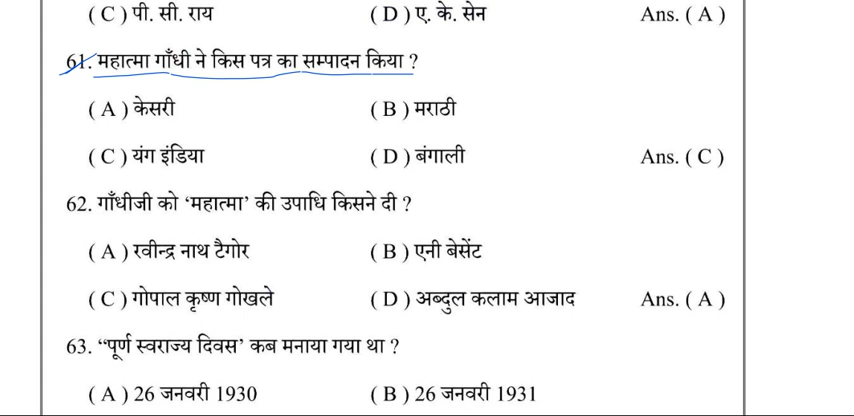 ( C ) पी. सी. राय ( D ) ए. के. सेन Ans. ( A )
61. महात्मा गाँधी ने किस पत्र का सम्पादन किया ?
( A ) केसरी ( B ) मराठी
( C ) यंग इंडिया ( D ) बंगाली Ans. ( C )
62. गाँधीजी को ‘महात्मा’ की उपाधि किसने दी ?
( A ) रवीन्द्र नाथ टैगोर ( B ) एनी बेसेंट
( C ) गोपाल कृष्ण गोखले ( D ) अब्दुल कलाम आजाद Ans. ( A )
63. “पूर्ण स्वराज्य दिवस’ कब मनाया गया था ?
( A ) 26 जनवरी 1930 ( B ) 26 जनवरी 1931